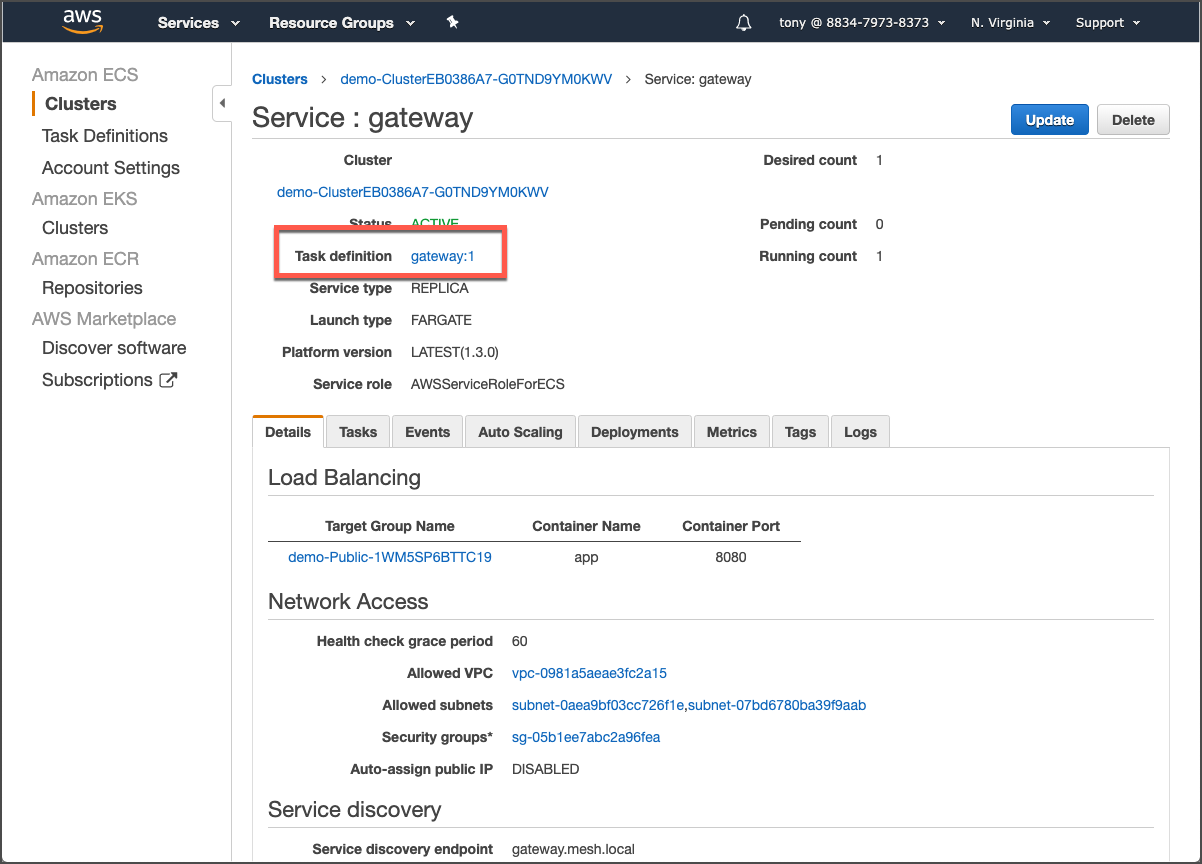 aws Services Resource Groups tony @ 8834-7973-8373 N. Virginia Support
Amazon ECS
Clusters
Task Definitions
Account Settings
Amazon EKS
Clusters
Amazon ECR
Repositories
AWS Marketplace
Discover software
Subscriptions
Clusters > demo-ClusterEB0386A7-G0TND9YM0KWV > Service: gateway
Service : gateway
Update Delete
Cluster
demo-ClusterEB0386A7-G0TND9YM0KWV
Status ACTIVE
Task definition gateway:1
Service type REPLICA
Launch type FARGATE
Platform version LATEST(1.3.0)
Service role AWSServiceRoleForECS
Desired count 1
Pending count 0
Running count 1
Details Tasks Events Auto Scaling Deployments Metrics Tags Logs
Load Balancing
Target Group Name Container Name Container Port
demo-Public-1WM5SP6BTTC19 app 8080
Network Access
Health check grace period 60
Allowed VPC vpc-0981a5aeae3fc2a15
Allowed subnets subnet-0aea9bf03cc726f1e,subnet-07bd6780ba39f9aab
Security groups* sg-05b1ee7abc2a96fea
Auto-assign public IP DISABLED
Service discovery
Service discovery endpoint gateway.mesh.local